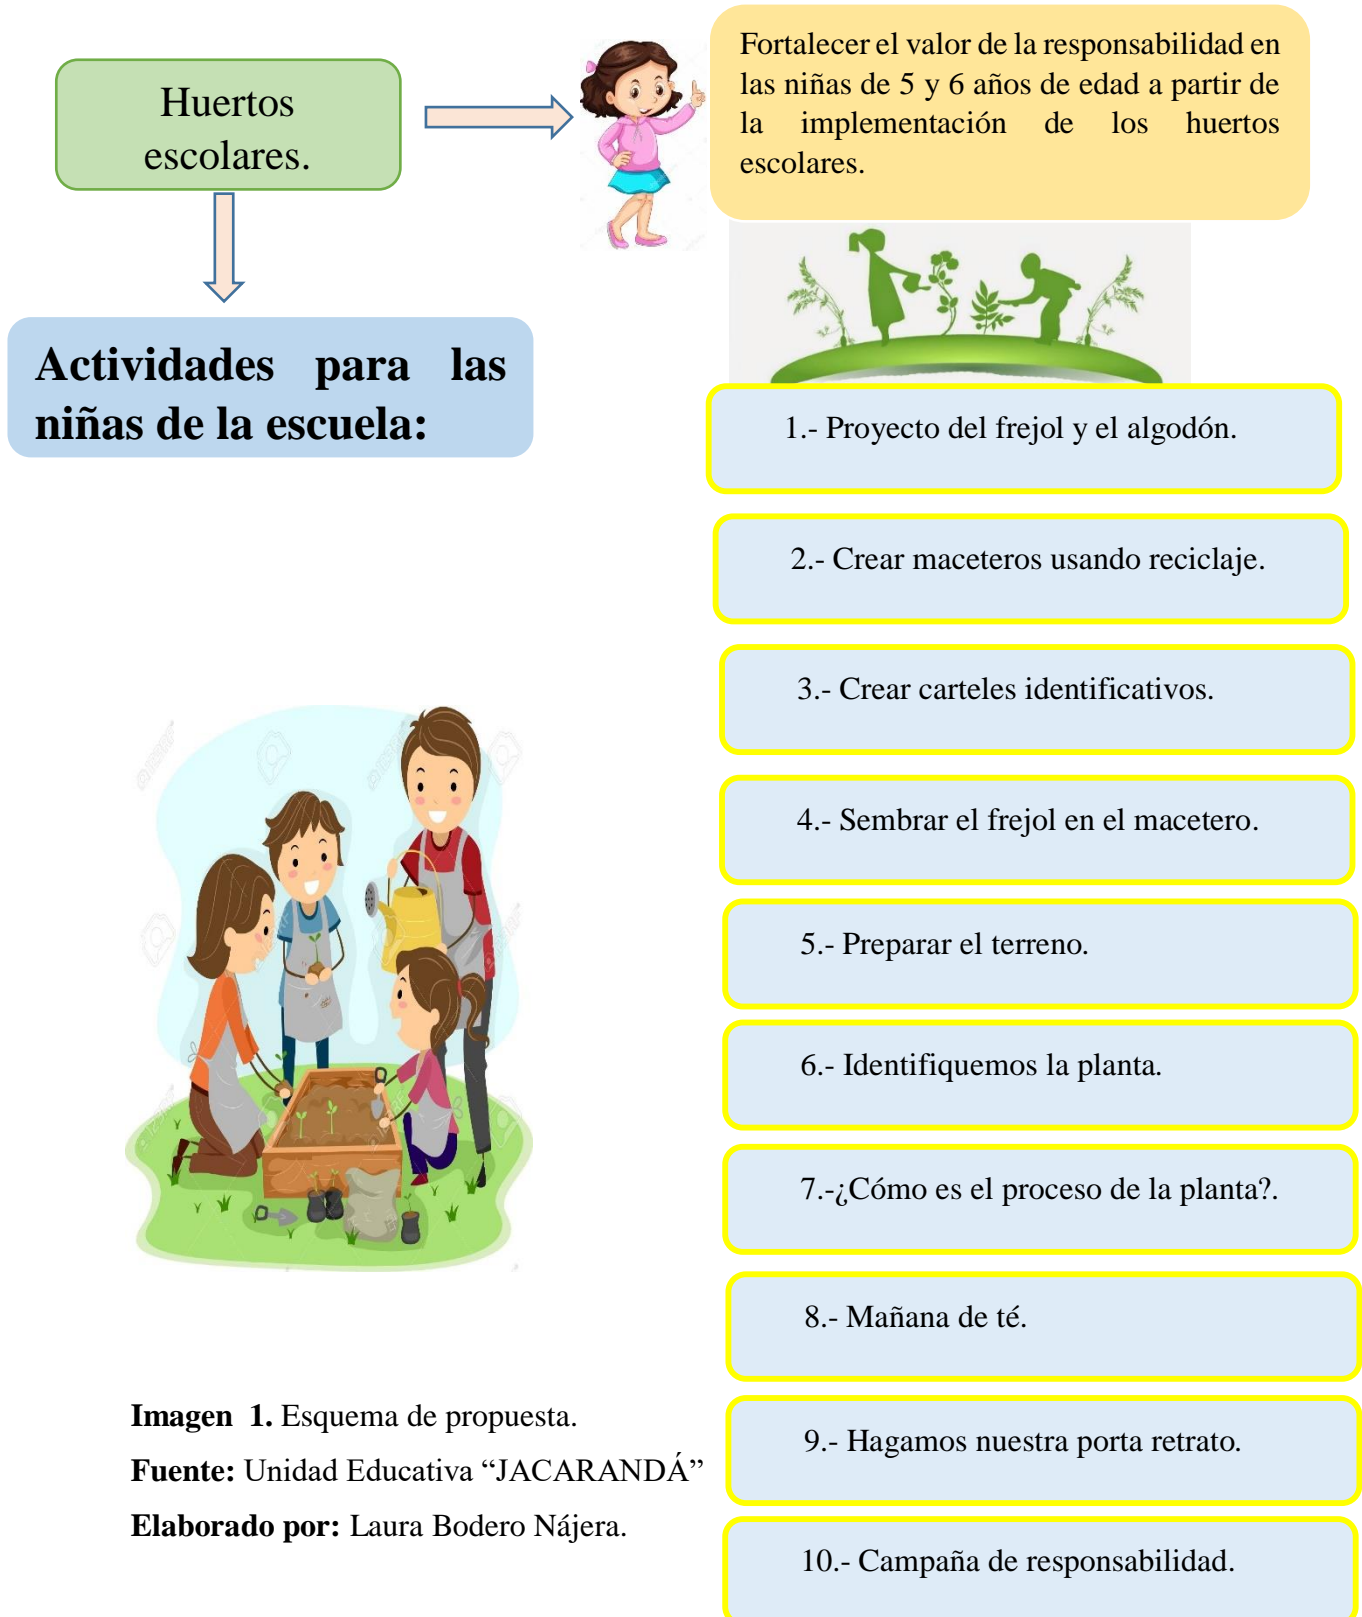 Huertos
escolares.
Fortalecer el valor de la responsabilidad en
las niñas de 5 y 6 años de edad a partir de
la implementación de los huertos
escolares.
Actividades para las
niñas de la escuela:
1.- Proyecto del frejol y el algodón.
2.- Crear maceteros usando reciclaje.
3.- Crear carteles identificativos.
4.- Sembrar el frejol en el macetero.
5.- Preparar el terreno.
6.- Identifiquemos la planta.
7.-¿Cómo es el proceso de la planta?.
8.- Mañana de té.
9.- Hagamos nuestra porta retrato.
10.- Campaña de responsabilidad.
Imagen 1. Esquema de propuesta.
Fuente: Unidad Educativa “JACARANDÁ”
Elaborado por: Laura Bodero Nájera.